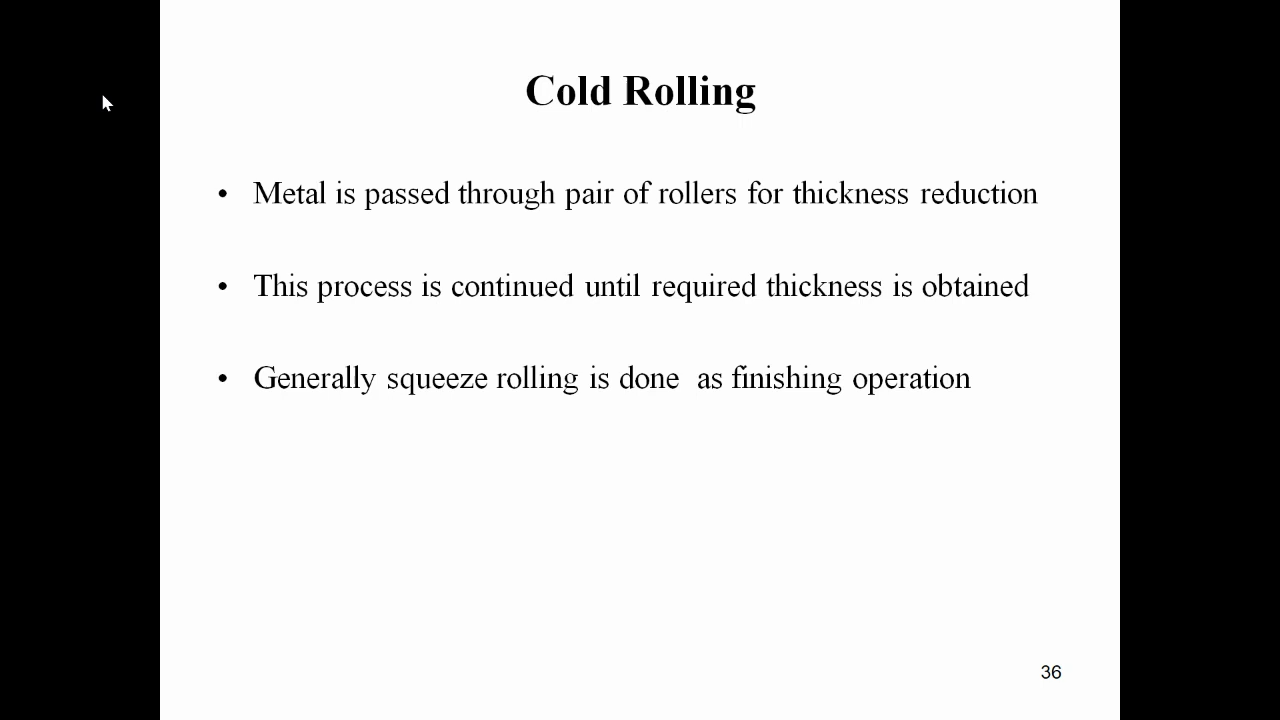 Cold Rolling
• Metal is passed through pair of rollers for thickness reduction
• This process is continued until required thickness is obtained
• Generally squeeze rolling is done  as finishing operation
36